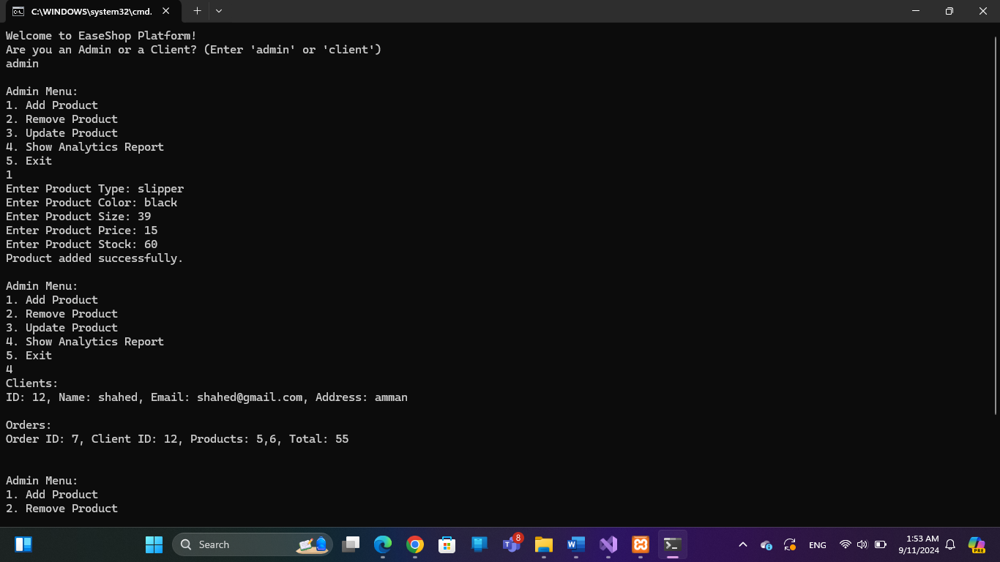 C:\WINDOWS\system32\cmd.
Welcome to EaseShop Platform!
Are you an Admin or a Client? (Enter 'admin' or 'client')
admin
Admin Menu:
1. Add Product
2. Remove Product
3. Update Product
4. Show Analytics Report
5. Exit
1
Enter Product Type: slipper
Enter Product Color: black
Enter Product Size: 39
Enter Product Price: 15
Enter Product Stock: 60
Product added successfully.
Admin Menu:
1. Add Product
2. Remove Product
3. Update Product
4. Show Analytics Report
5. Exit
4
Clients:
ID: 12, Name: shahed, Email: shahed@gmail.com, Address: amman
Orders:
Order ID: 7, Client ID: 12, Products: 5,6, Total: 55
Admin Menu:
1. Add Product
2. Remove Product
Search
8
ENG
1:53 AM
9/11/2024
PRE